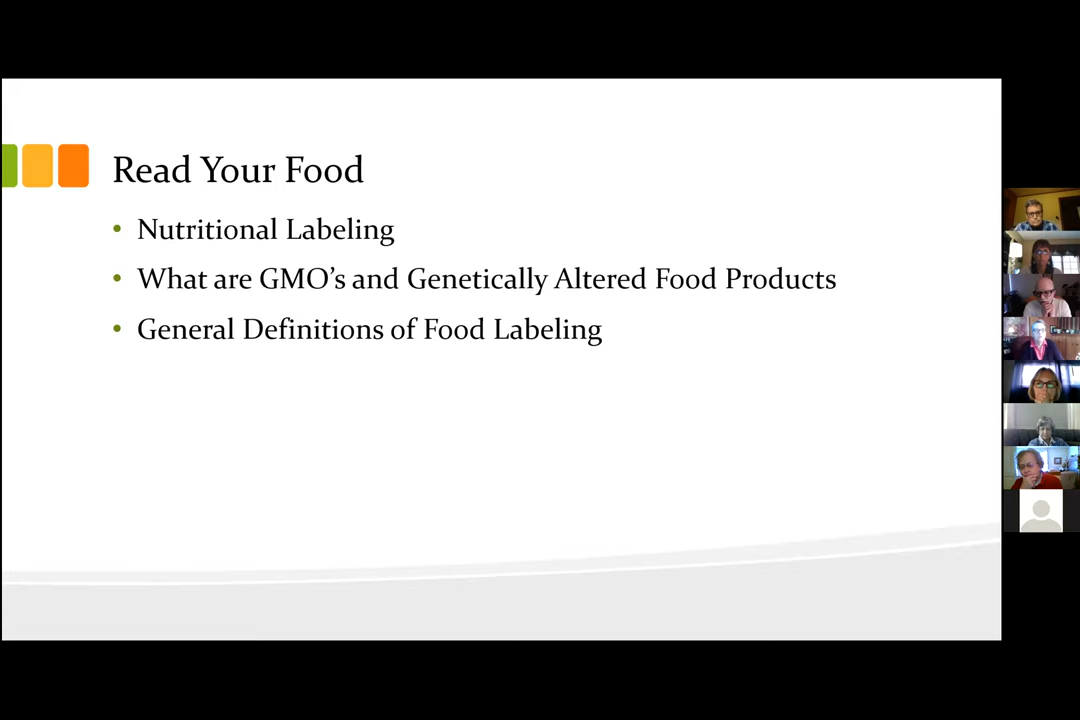 Read Your Food
• Nutritional Labeling
• What are GMO’s and Genetically Altered Food Products
• General Definitions of Food Labeling